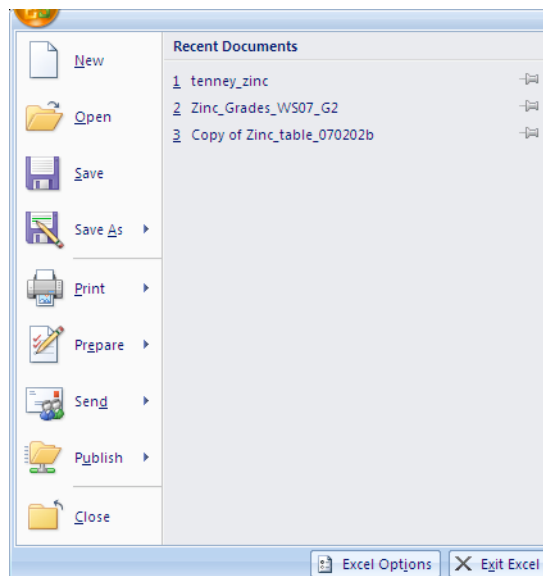 New
Open
Save
Save As
Print
Prepare
Send
Publish
Close
Recent Documents
1 tenney_zinc
2 Zinc_Grades_WS07_G2
3 Copy of Zinc_table_070202b
Excel Options
Exit Excel